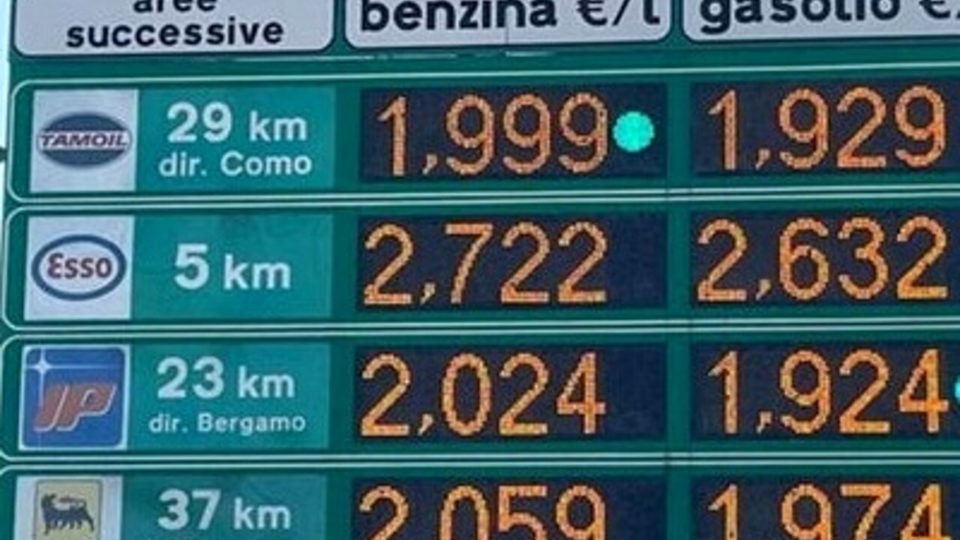 aree
successive
benzina €/l
gasolio €/
TAMOIL
29 km
dir. Como
1,999
1,929
Esso
5 km
2,722
2,632
IP
23 km
dir. Bergamo
2,024
1,924
37 km
2,059
1,974